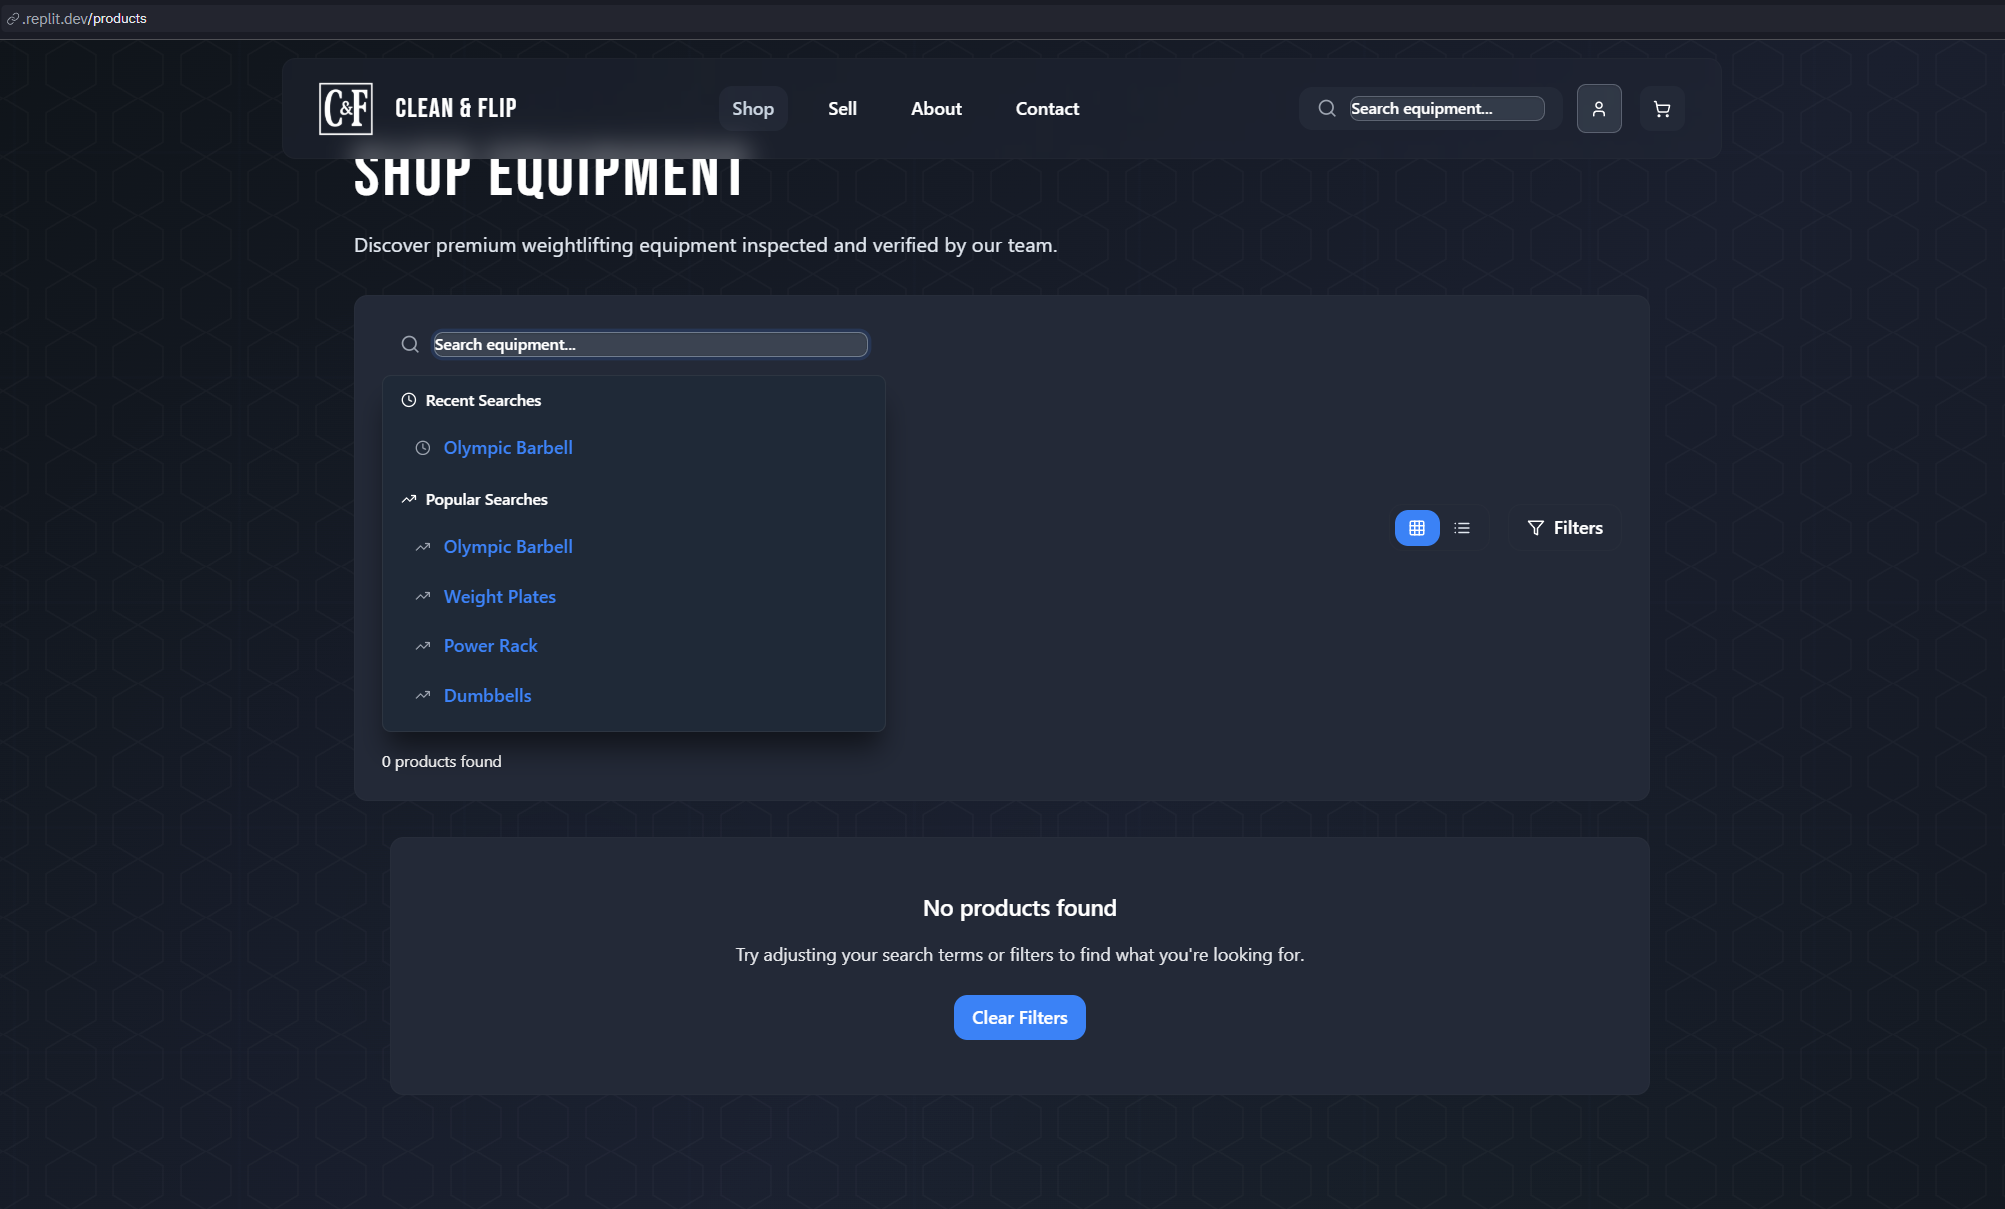 .replit.dev/products
C&F CLEAN & FLIP Shop Sell About Contact Search equipment...
SHOP EQUIPMENT
Discover premium weightlifting equipment inspected and verified by our team.
Search equipment...
Recent Searches
Olympic Barbell
Popular Searches
Olympic Barbell
Weight Plates
Power Rack
Dumbbells
Filters
0 products found
No products found
Try adjusting your search terms or filters to find what you're looking for.
Clear Filters